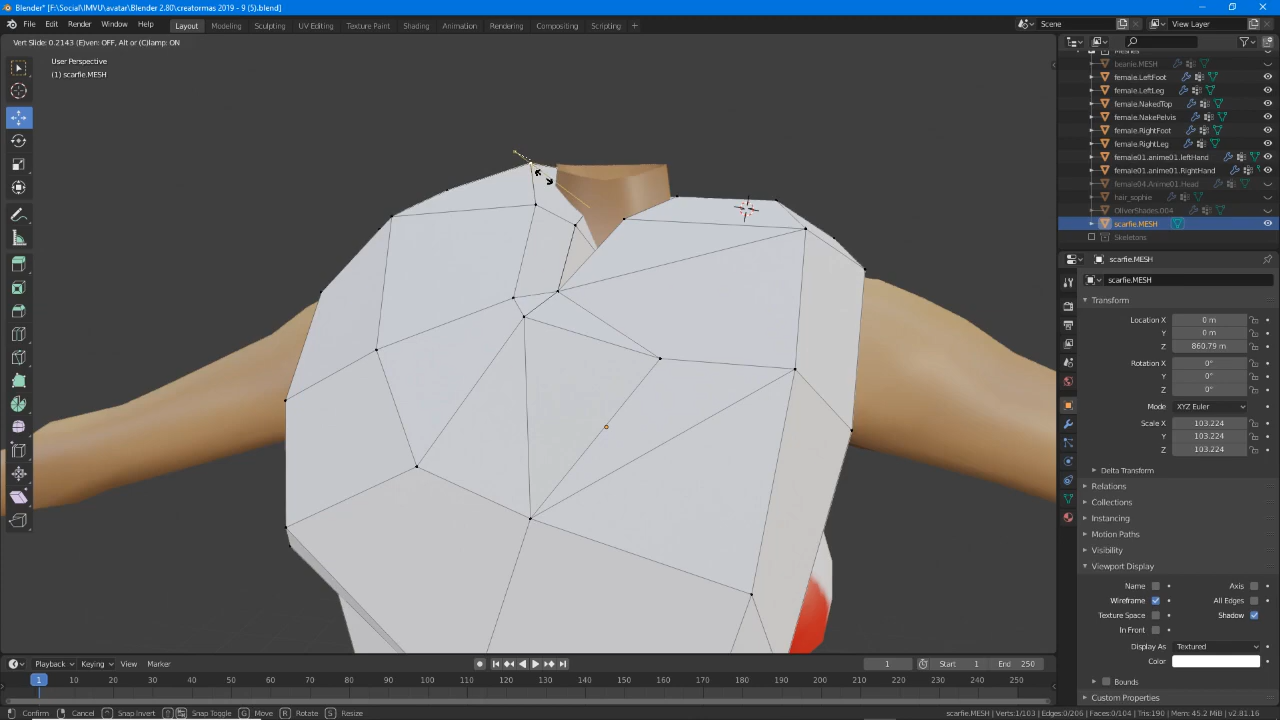 Blender* [F:\Social\IMVU\avatar\Blender 2.80\creatormas 2019 - 9 (5).blend]
File Edit Render Window Help Layout Modeling Sculpting UV Editing Texture Paint Shading Animation Rendering Compositing Scripting Scene View Layer
Vert Slide: 0.2143 (E)ven: OFF, Alt or (C)lamp: ON
User Perspective
(1) scarfie.MESH
beanie.MESH
female.LeftFoot
female.LeftLeg
female.NakedTop
female.NakePelvis
female.RightFoot
female.RightLeg
female01.anime01.leftHand
female01.anime01.RightHand
female04.Anime01.Head
hair_sophie
OliverShades.004
scarfie.MESH
Skeletons
scarfie.MESH
scarfie.MESH
Transform
Location X 0 m
Y 0 m
Z 860.79 m
Rotation X 0°
Y 0°
Z 0°
Mode XYZ Euler
Scale X 103.224
Y 103.224
Z 103.224
Delta Transform
Relations
Collections
Instancing
Motion Paths
Visibility
Viewport Display
Name Axis
Wireframe All Edges
Texture Space Shadow
In Front
Display As Textured
Color
Bounds
Custom Properties
Playback Keying View Marker 1 Start 1 End 250
1 10 20 30 40 50 60 70 80 90 100 110 120 130 140 150 160 170 180 190 200 210 220 230 240 250
Confirm Cancel Snap Invert Snap Toggle G Move R Rotate S Resize scarfie.MESH | Verts:1/103 | Edges:0/206 | Faces:0/104 | Tris:190 | Mem: 45.2 MiB | v2.81.16